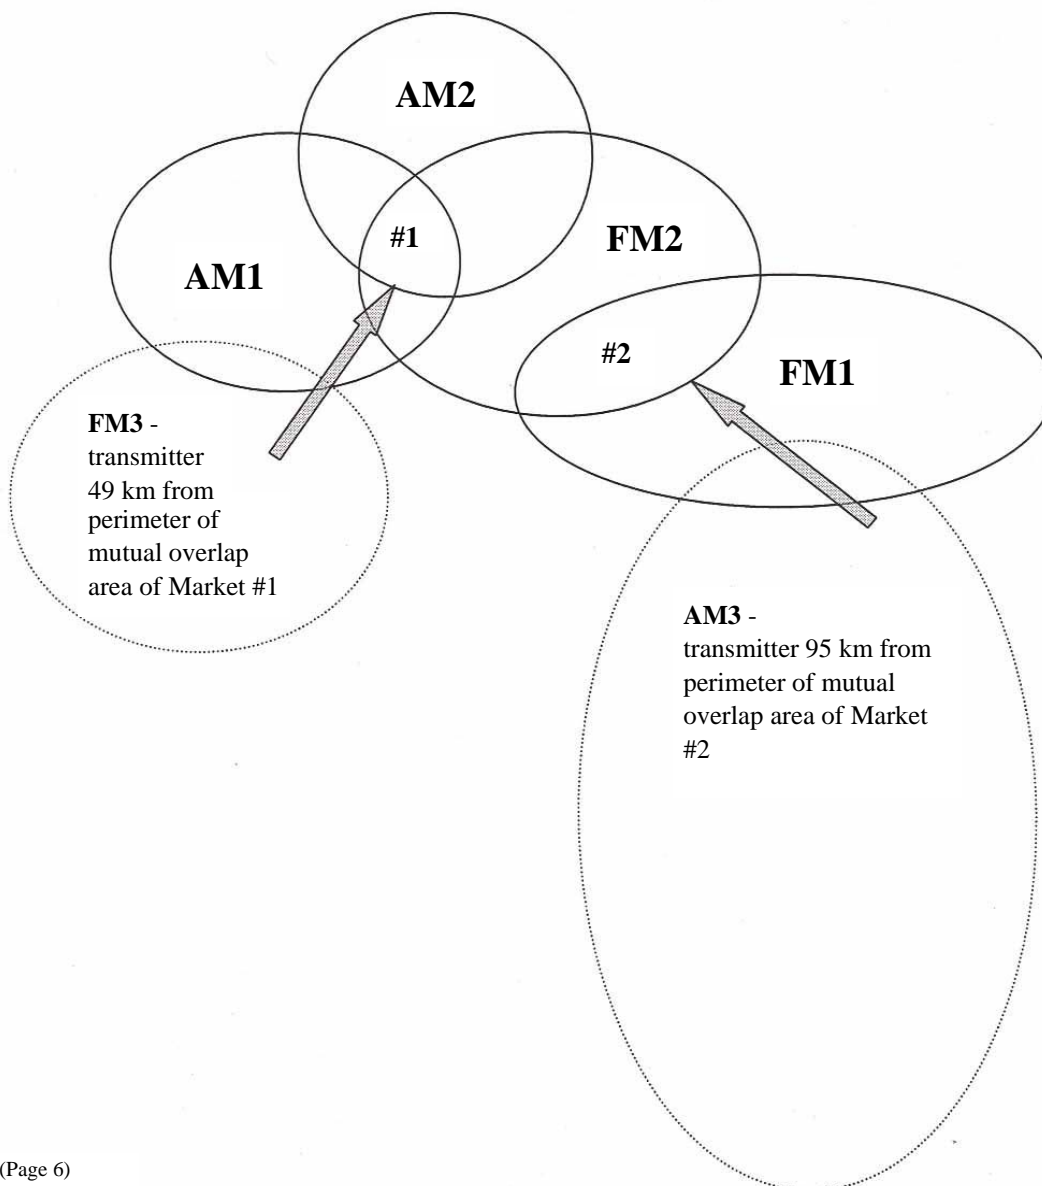 AM2
#1
FM2
AM1
#2
FM1
FM3 -
transmitter
49 km from
perimeter of
mutual overlap
area of Market #1
AM3 -
transmitter 95 km from
perimeter of mutual
overlap area of Market
#2
(Page 6)